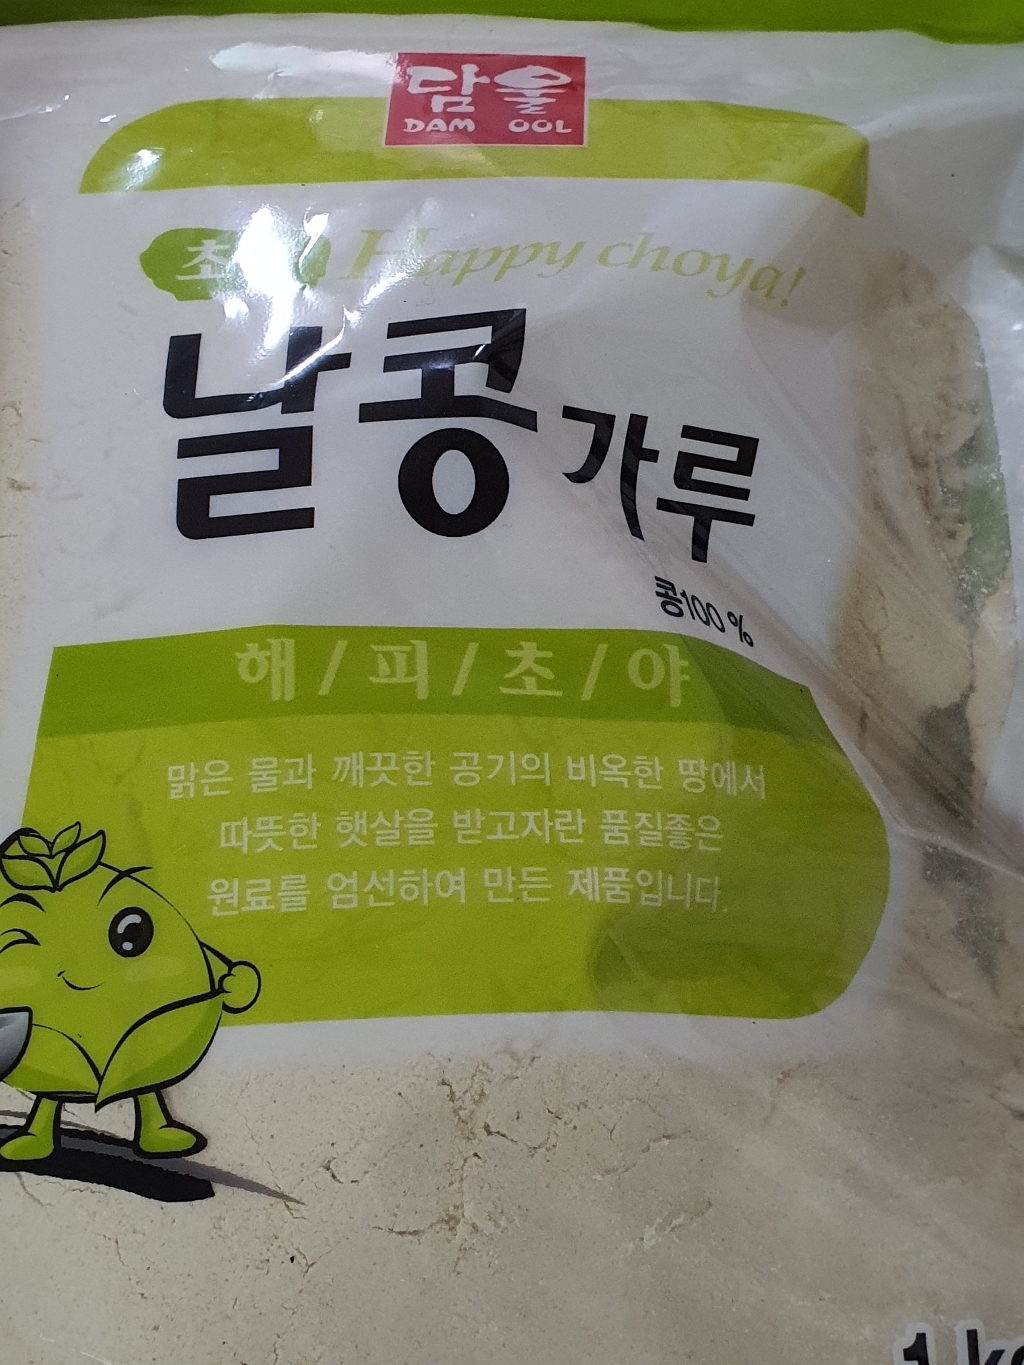 담울
DAM OOL
Happy choya!
날콩가루
콩100%
해/피/초/야
맑은 물과 깨끗한 공기의 비옥한 땅에서
따뜻한 햇살을 받고자란 품질좋은
원료를 엄선하여 만든 제품입니다.